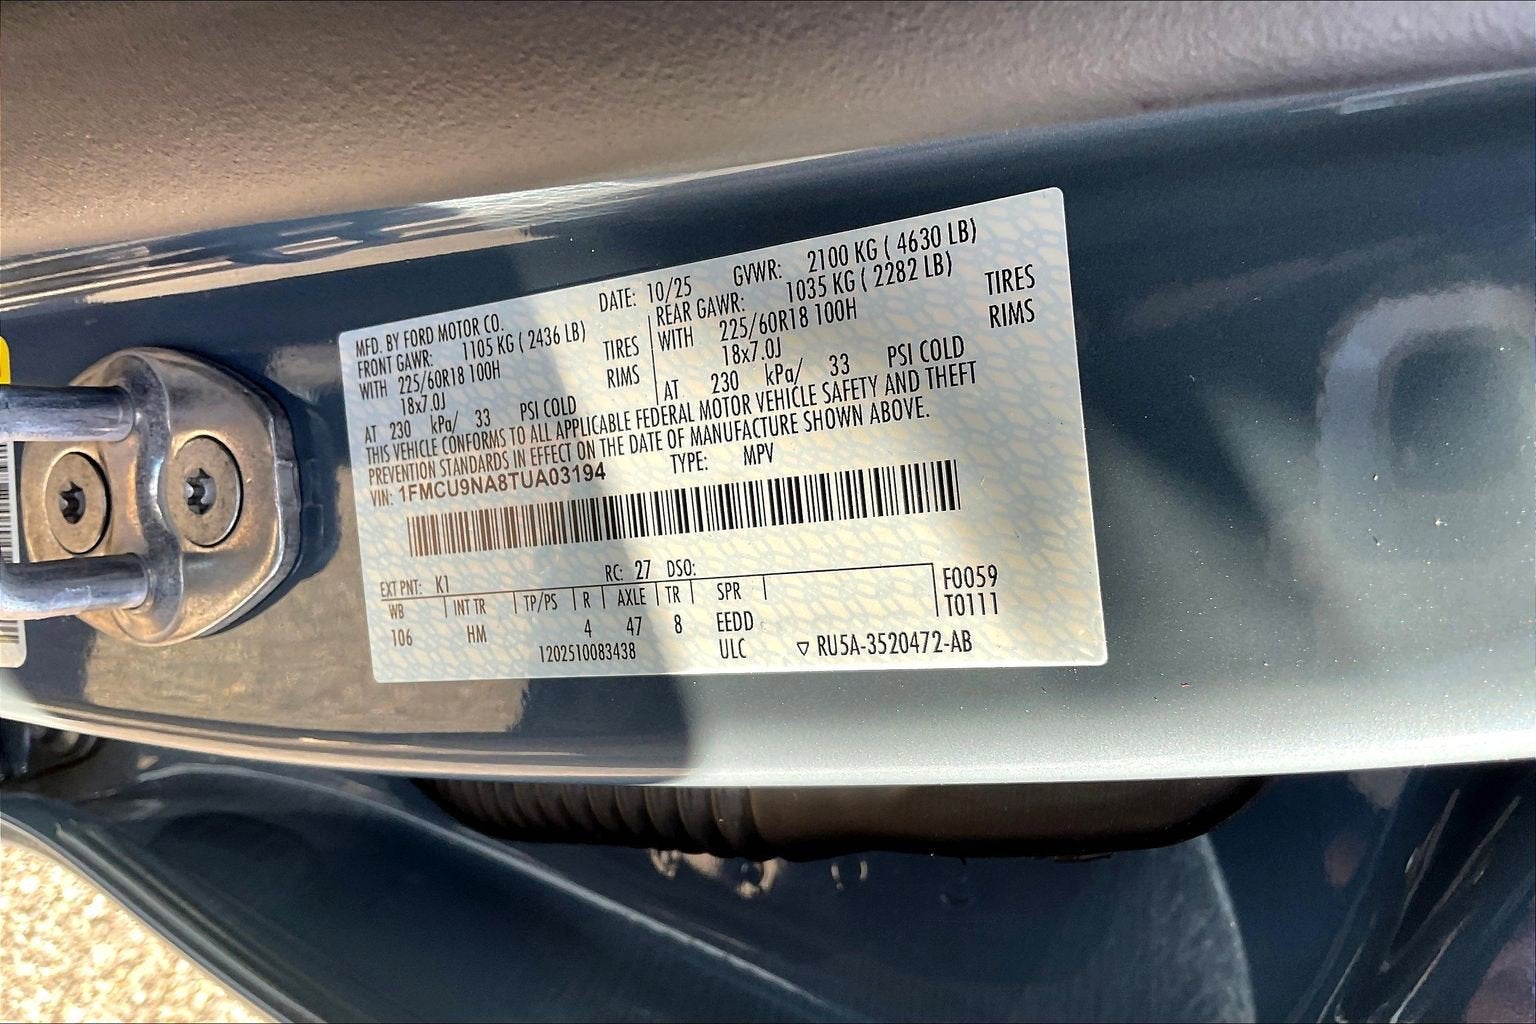 MFD. BY FORD MOTOR CO. DATE: 10/25 GVWR: 2100 KG ( 4630 LB)
FRONT GAWR: 1105 KG ( 2436 LB) REAR GAWR: 1035 KG ( 2282 LB)
WITH 225/60R18 100H TIRES WITH 225/60R18 100H TIRES
18x7.0J RIMS 18x7.0J RIMS
AT 230 kPa/ 33 PSI COLD AT 230 kPa/ 33 PSI COLD
THIS VEHICLE CONFORMS TO ALL APPLICABLE FEDERAL MOTOR VEHICLE SAFETY AND THEFT
PREVENTION STANDARDS IN EFFECT ON THE DATE OF MANUFACTURE SHOWN ABOVE.
VIN: 1FMCU9NA8TUA03194 TYPE: MPV
EXT PNT: K1 RC: 27 DSO:
WB INT TR TP/PS R AXLE TR SPR F0059
106 HM 4 47 8 EEDD T0111
1202510083438 ULC ▽ RU5A-3520472-AB